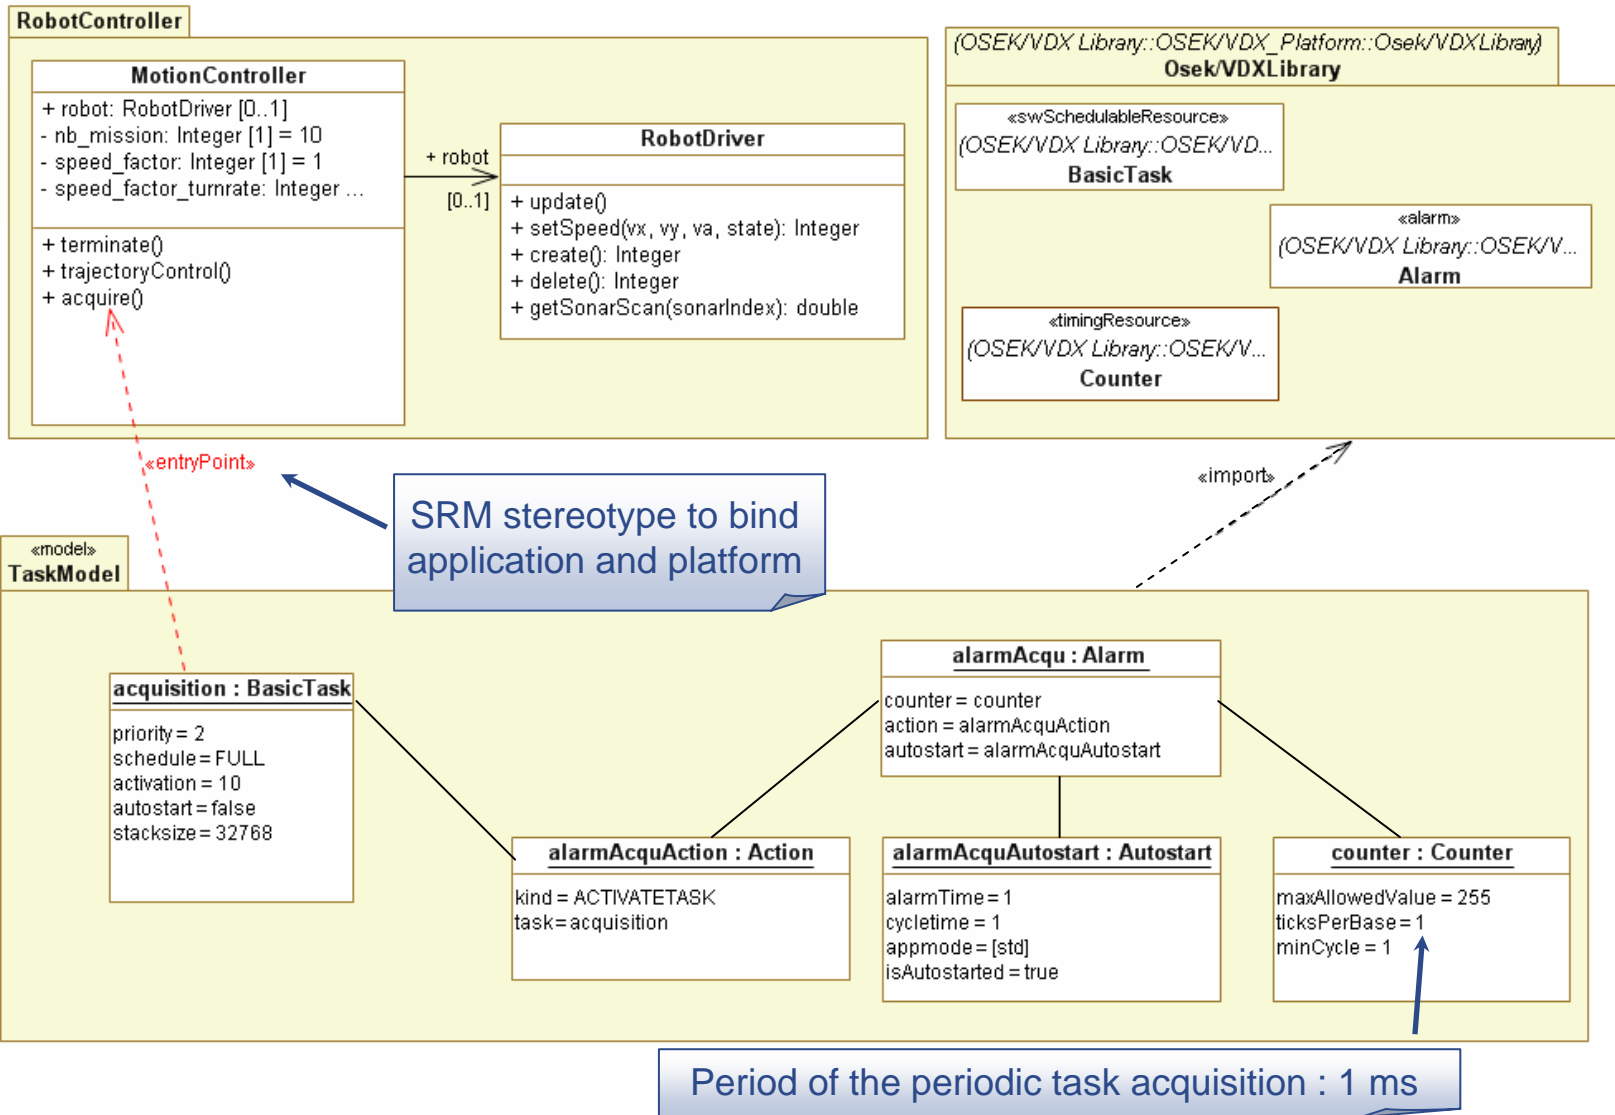 RobotController
MotionController
+ robot: RobotDriver [0..1]
- nb_mission: Integer [1] = 10
- speed_factor: Integer [1] = 1
- speed_factor_turnrate: Integer ...
+ terminate()
+ trajectoryControl()
+ acquire()
+ robot
[0..1]
RobotDriver
+ update()
+ setSpeed(vx, vy, va, state): Integer
+ create(): Integer
+ delete(): Integer
+ getSonarScan(sonarIndex): double
(OSEK/VDX Library::OSEK/VDX_Platform::Osek/VDXLibrary)
Osek/VDXLibrary
«swSchedulableResource»
(OSEK/VDX Library::OSEK/VD...
BasicTask
«alarm»
(OSEK/VDX Library::OSEK/V...
Alarm
«timingResource»
(OSEK/VDX Library::OSEK/V...
Counter
«entryPoint»
SRM stereotype to bind
application and platform
«import»
«model»
TaskModel
acquisition : BasicTask
priority = 2
schedule = FULL
activation = 10
autostart = false
stacksize = 32768
alarmAcqu : Alarm
counter = counter
action = alarmAcquAction
autostart = alarmAcquAutostart
alarmAcquAction : Action
kind = ACTIVATETASK
task=acquisition
alarmAcquAutostart : Autostart
alarmTime = 1
cycletime = 1
appmode = [std]
isAutostarted = true
counter : Counter
maxAllowedValue = 255
ticksPerBase = 1
minCycle = 1
Period of the periodic task acquisition : 1 ms